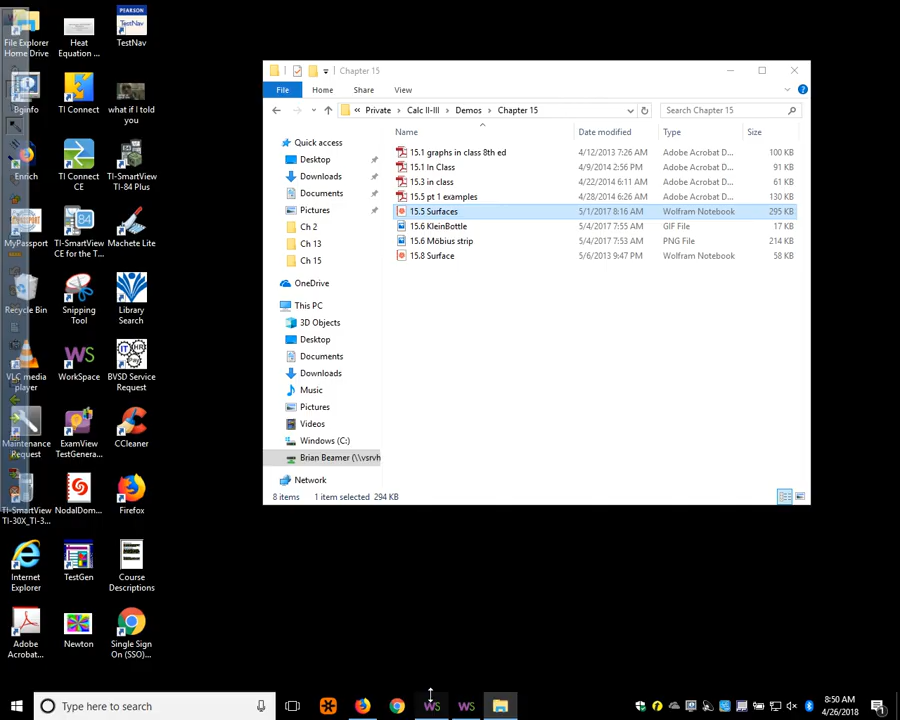 File Explorer
Home Drive
Heat
Equation ...
PEARSON
TestNav
Bginfo
TI Connect
what if I told
you
Enrich
TI Connect
CE
TI-SmartView
TI-84 Plus
MyPassport
84
TI-SmartView
CE for the T...
Machete Lite
Recycle Bin
Snipping
Tool
Library
Search
VLC media
player
WS
WorkSpace
BVSD Service
Request
Maintenance
Request
ExamView
TestGenera...
CCleaner
TI-SmartView
TI-30X_TI-3...
NodalDom...
Firefox
Internet
Explorer
TestGen
Course
Descriptions
Adobe
Acrobat...
Newton
Single Sign
On (SSO)...
Chapter 15
File Home Share View
« Private > Calc II-III > Demos > Chapter 15
Search Chapter 15
Name Date modified Type Size
15.1 graphs in class 8th ed 4/12/2013 7:26 AM Adobe Acrobat D... 100 KB
15.1 In Class 4/9/2014 2:56 PM Adobe Acrobat D... 91 KB
15.3 in class 4/22/2014 6:11 AM Adobe Acrobat D... 61 KB
15.5 pt 1 examples 4/28/2014 6:26 AM Adobe Acrobat D... 130 KB
15.5 Surfaces 5/1/2017 8:16 AM Wolfram Notebook 295 KB
15.6 KleinBottle 5/4/2017 7:55 AM GIF File 17 KB
15.6 Möbius strip 5/4/2017 7:53 AM PNG File 214 KB
15.8 Surface 5/6/2013 9:47 PM Wolfram Notebook 58 KB
Quick access
Desktop
Downloads
Documents
Pictures
Ch 2
Ch 13
Ch 15
OneDrive
This PC
3D Objects
Desktop
Documents
Downloads
Music
Pictures
Videos
Windows (C:)
Brian Beamer (\\vsrvh
Network
8 items 1 item selected 294 KB
Type here to search
WS
WS
8:50 AM
4/26/2018